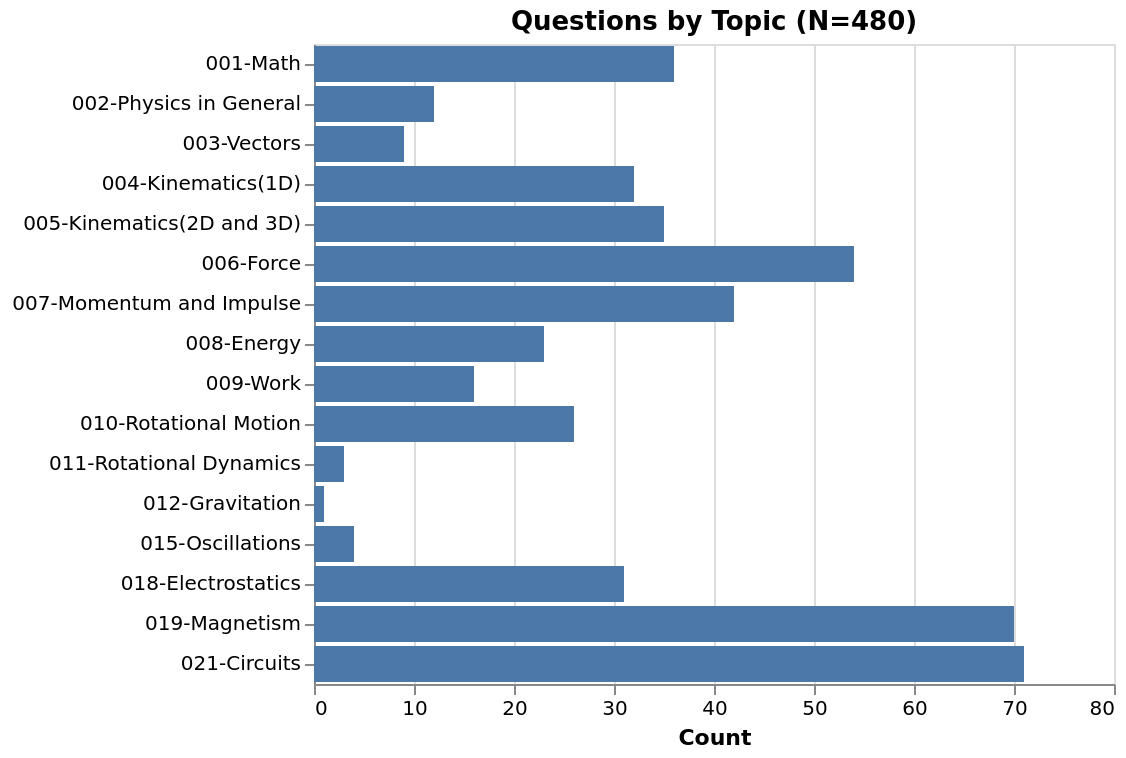 Questions by Topic (N=480)
001-Math
002-Physics in General
003-Vectors
004-Kinematics(1D)
005-Kinematics(2D and 3D)
006-Force
007-Momentum and Impulse
008-Energy
009-Work
010-Rotational Motion
011-Rotational Dynamics
012-Gravitation
015-Oscillations
018-Electrostatics
019-Magnetism
021-Circuits
0 10 20 30 40 50 60 70 80
Count